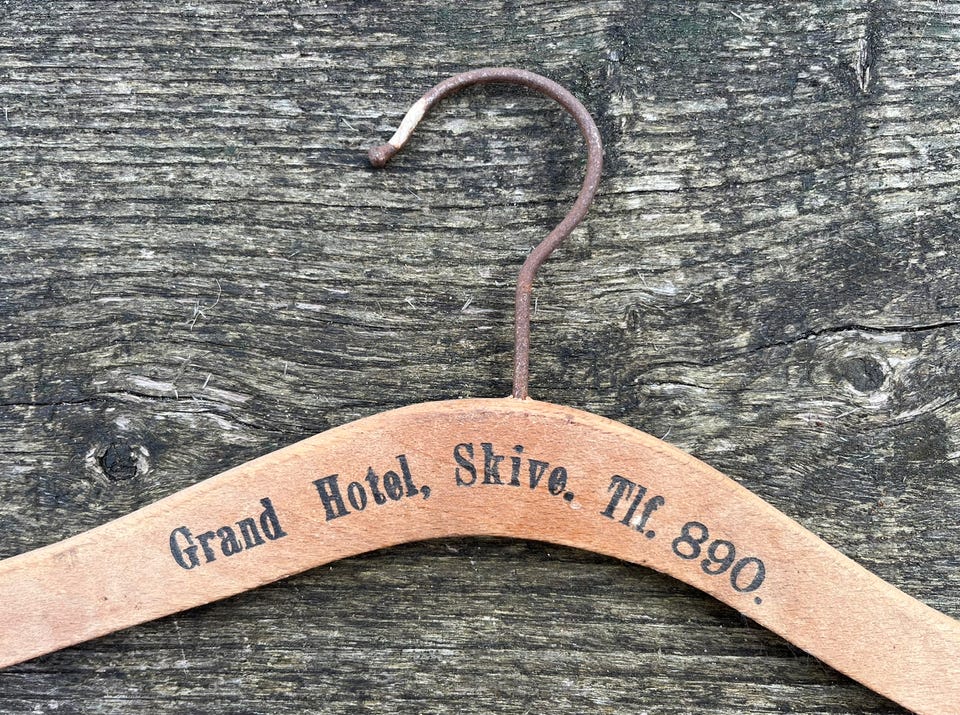 Grand Hotel, Skive. Tlf. 890.